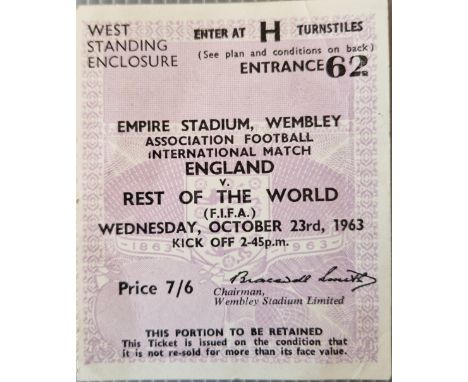 WEST
STANDING
ENCLOSURE
ENTER AT H TURNSTILES
(See plan and conditions on back)
ENTRANCE 62
EMPIRE STADIUM, WEMBLEY
ASSOCIATION FOOTBALL
INTERNATIONAL MATCH
ENGLAND
v.
REST OF THE WORLD
(F.I.F.A.)
WEDNESDAY, OCTOBER 23rd, 1963
1863 1963
KICK OFF 2-45p.m.
Price 7/6
Bracewell Smith
Chairman,
Wembley Stadium Limited
THIS PORTION TO BE RETAINED
This Ticket is issued on the condition that
it is not re-sold for more than its face value.